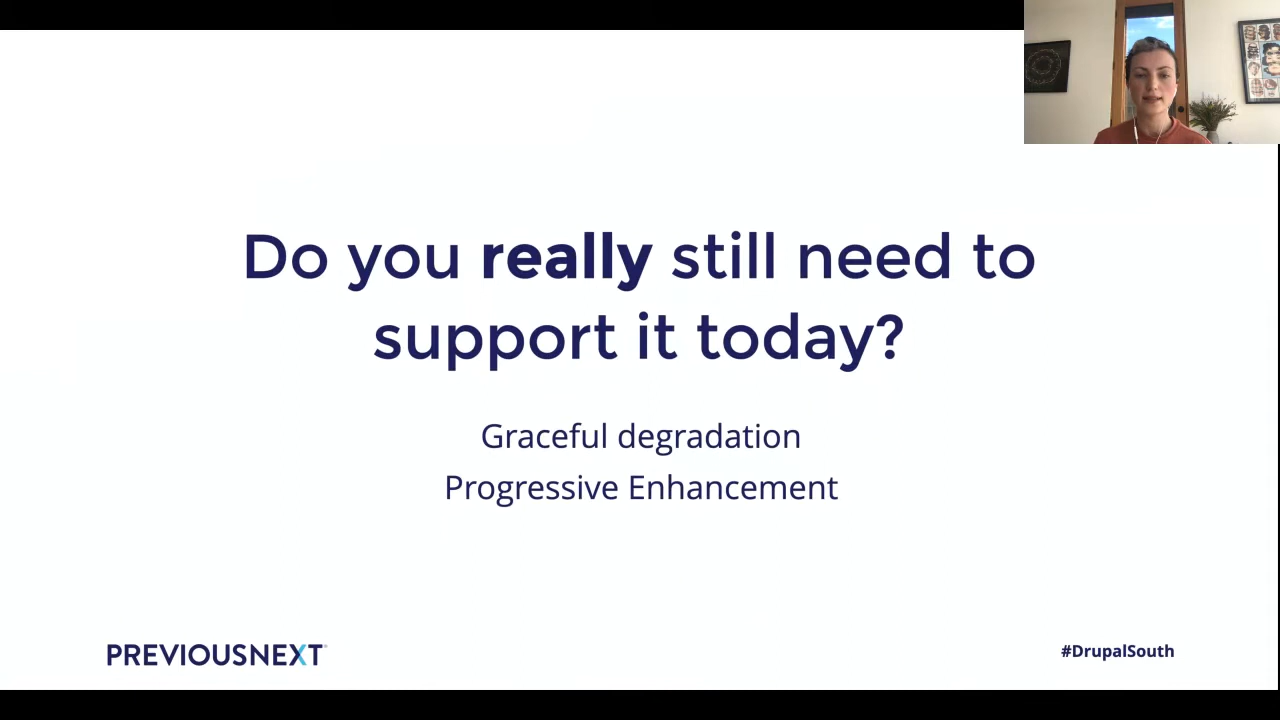 Do you really still need to
support it today?
Graceful degradation
Progressive Enhancement
PREVIOUSNEXT
#DrupalSouth